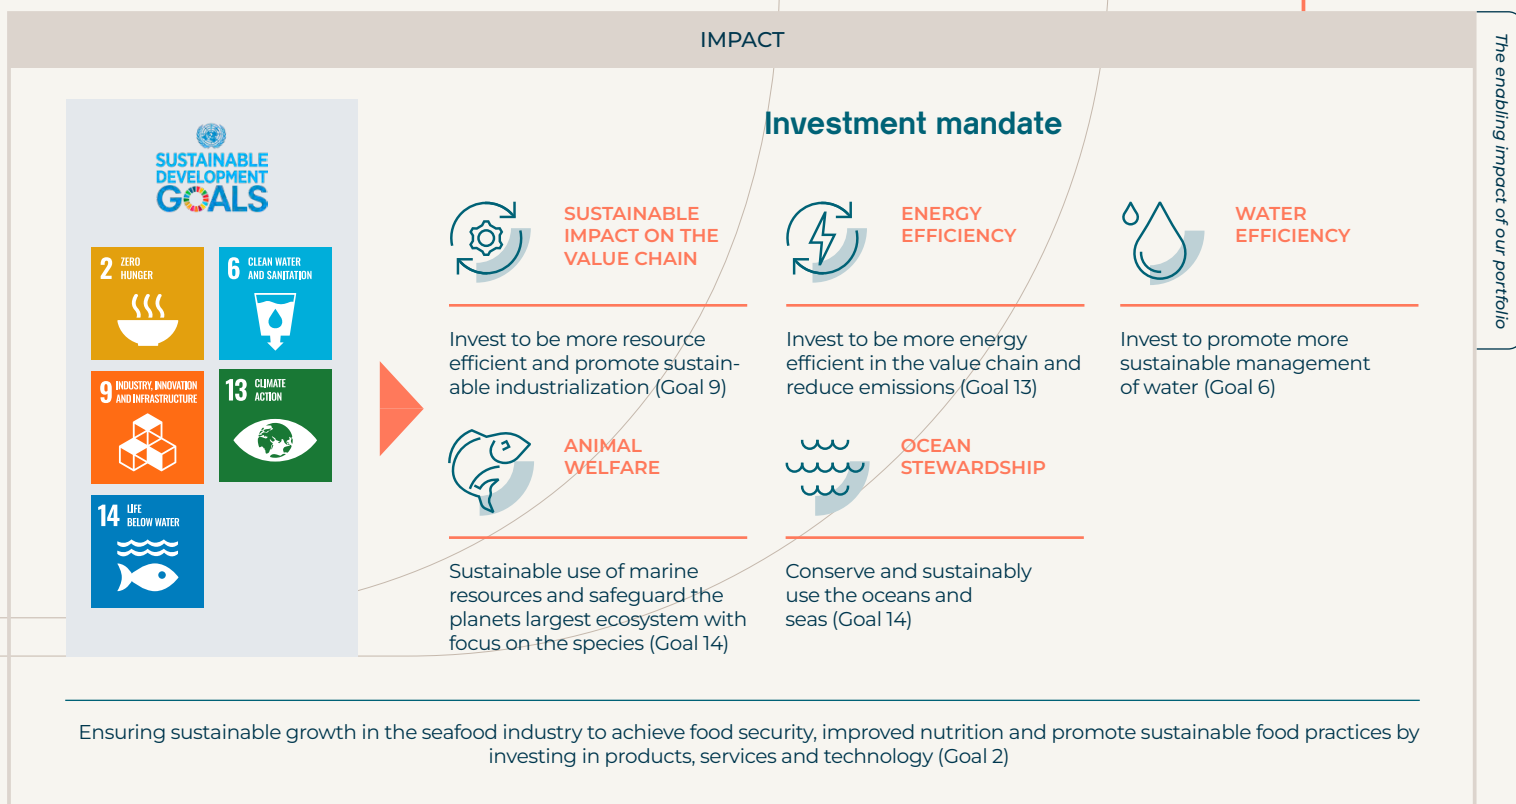 IMPACT
The enabling impact of our portfolio
SUSTAINABLE
DEVELOPMENT
GOALS
2 ZERO
HUNGER
6 CLEAN WATER
AND SANITATION
9 INDUSTRY, INNOVATION
AND INFRASTRUCTURE
13 CLIMATE
ACTION
14 LIFE
BELOW WATER
Investment mandate
SUSTAINABLE
IMPACT ON THE
VALUE CHAIN
Invest to be more resource
efficient and promote sustain-
able industrialization (Goal 9)
ENERGY
EFFICIENCY
Invest to be more energy
efficient in the value chain and
reduce emissions (Goal 13)
WATER
EFFICIENCY
Invest to promote more
sustainable management
of water (Goal 6)
ANIMAL
WELFARE
Sustainable use of marine
resources and safeguard the
planets largest ecosystem with
focus on the species (Goal 14)
OCEAN
STEWARDSHIP
Conserve and sustainably
use the oceans and
seas (Goal 14)
Ensuring sustainable growth in the seafood industry to achieve food security, improved nutrition and promote sustainable food practices by
investing in products, services and technology (Goal 2)